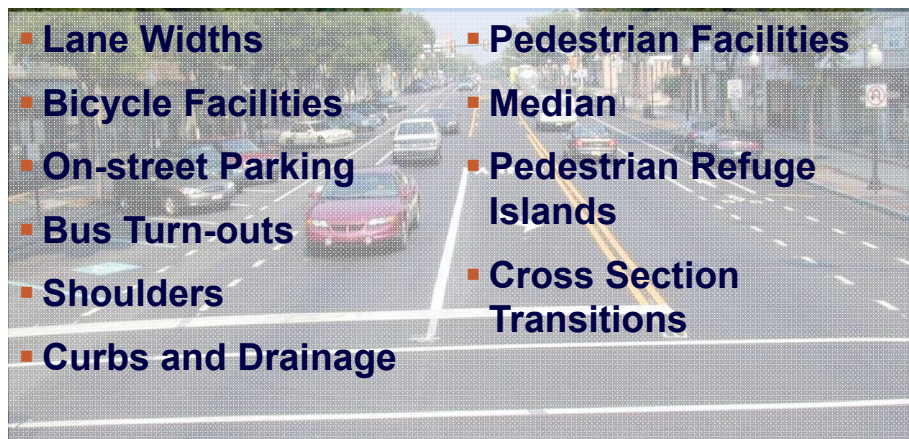 ▪ Lane Widths
▪ Bicycle Facilities
▪ On-street Parking
▪ Bus Turn-outs
▪ Shoulders
▪ Curbs and Drainage
▪ Pedestrian Facilities
▪ Median
▪ Pedestrian Refuge
Islands
▪ Cross Section
Transitions